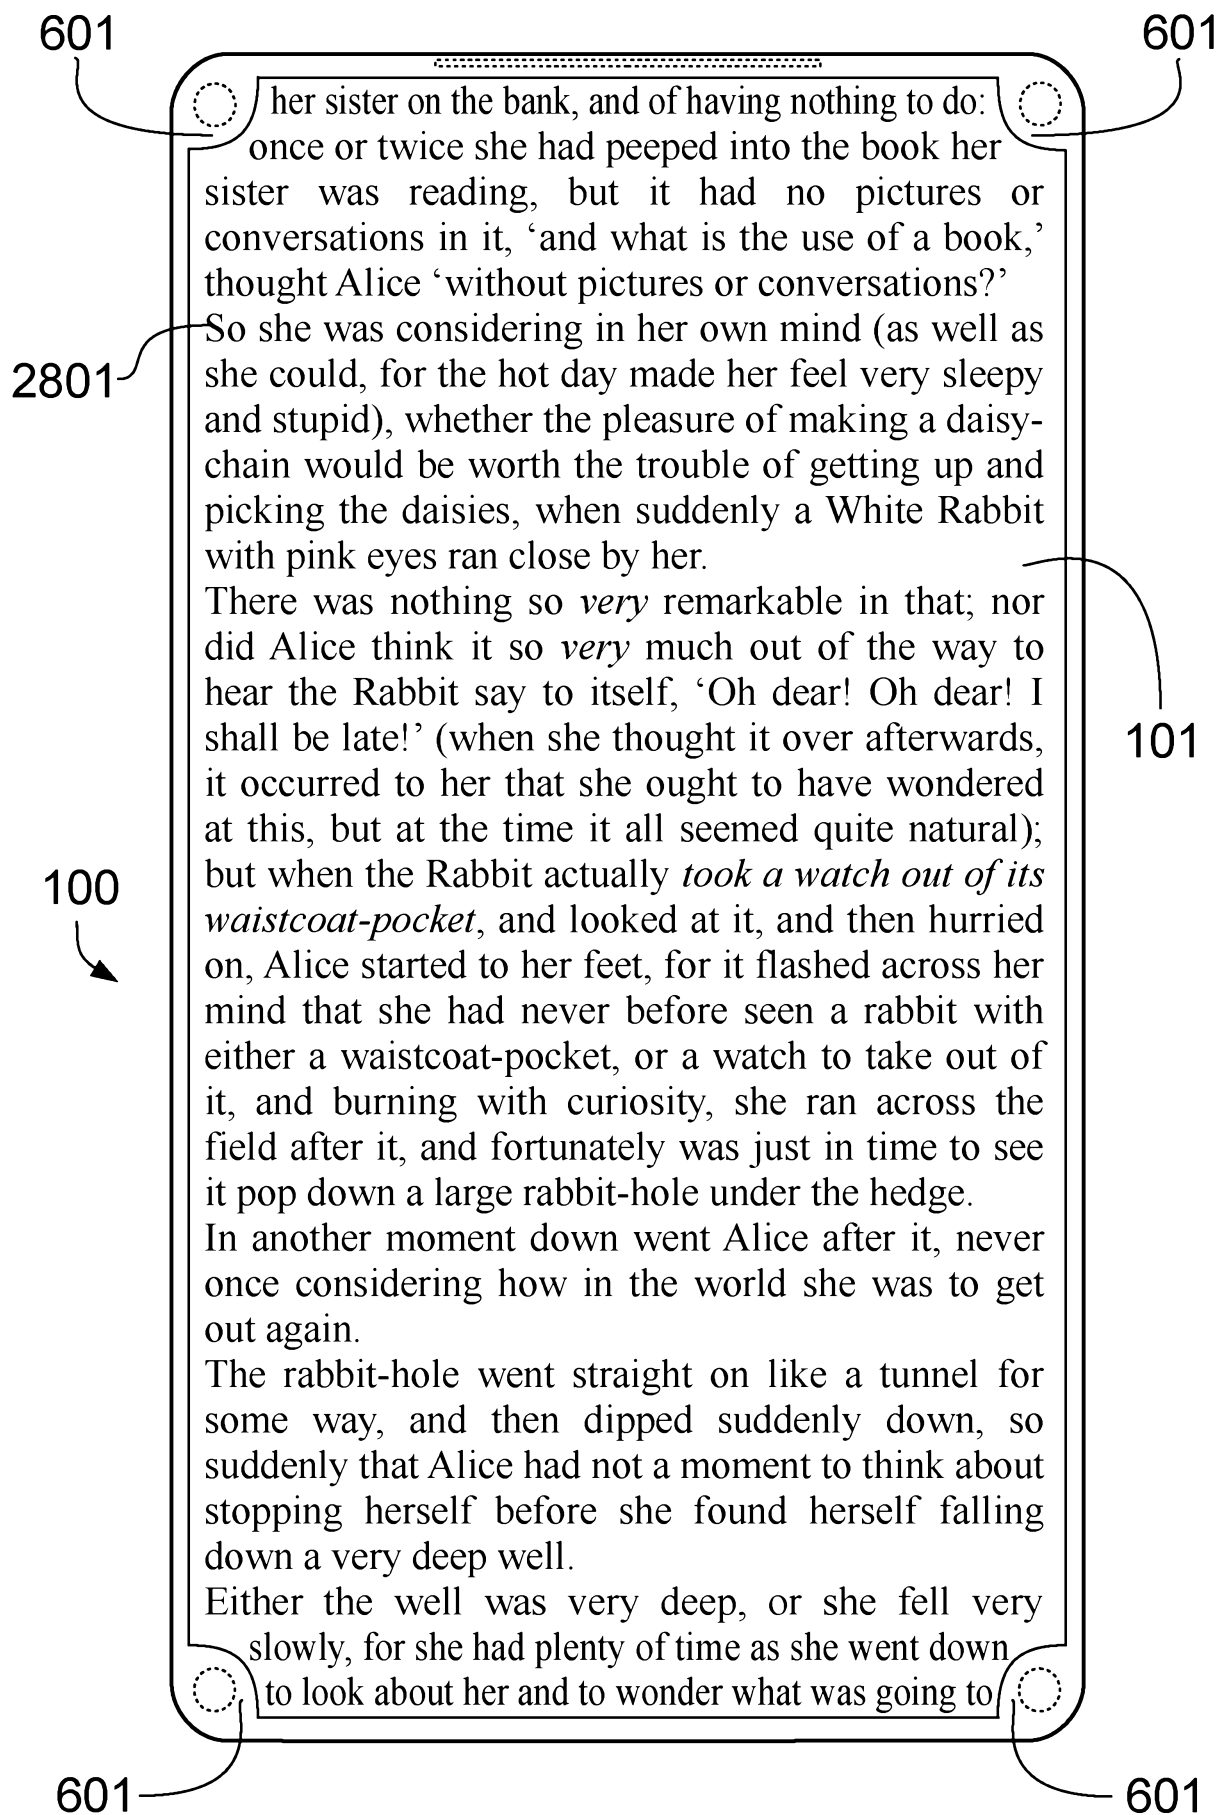 601
601
her sister on the bank, and of having nothing to do:
once or twice she had peeped into the book her
sister was reading, but it had no pictures or
conversations in it, ‘and what is the use of a book,’
thought Alice ‘without pictures or conversations?’
So she was considering in her own mind (as well as
2801
she could, for the hot day made her feel very sleepy
and stupid), whether the pleasure of making a daisy-
chain would be worth the trouble of getting up and
picking the daisies, when suddenly a White Rabbit
with pink eyes ran close by her.
There was nothing so very remarkable in that; nor
did Alice think it so very much out of the way to
hear the Rabbit say to itself, ‘Oh dear! Oh dear! I
shall be late!’ (when she thought it over afterwards,
101
it occurred to her that she ought to have wondered
at this, but at the time it all seemed quite natural);
but when the Rabbit actually took a watch out of its
100
waistcoat-pocket, and looked at it, and then hurried
on, Alice started to her feet, for it flashed across her
mind that she had never before seen a rabbit with
either a waistcoat-pocket, or a watch to take out of
it, and burning with curiosity, she ran across the
field after it, and fortunately was just in time to see
it pop down a large rabbit-hole under the hedge.
In another moment down went Alice after it, never
once considering how in the world she was to get
out again.
The rabbit-hole went straight on like a tunnel for
some way, and then dipped suddenly down, so
suddenly that Alice had not a moment to think about
stopping herself before she found herself falling
down a very deep well.
Either the well was very deep, or she fell very
slowly, for she had plenty of time as she went down
to look about her and to wonder what was going to
601
601